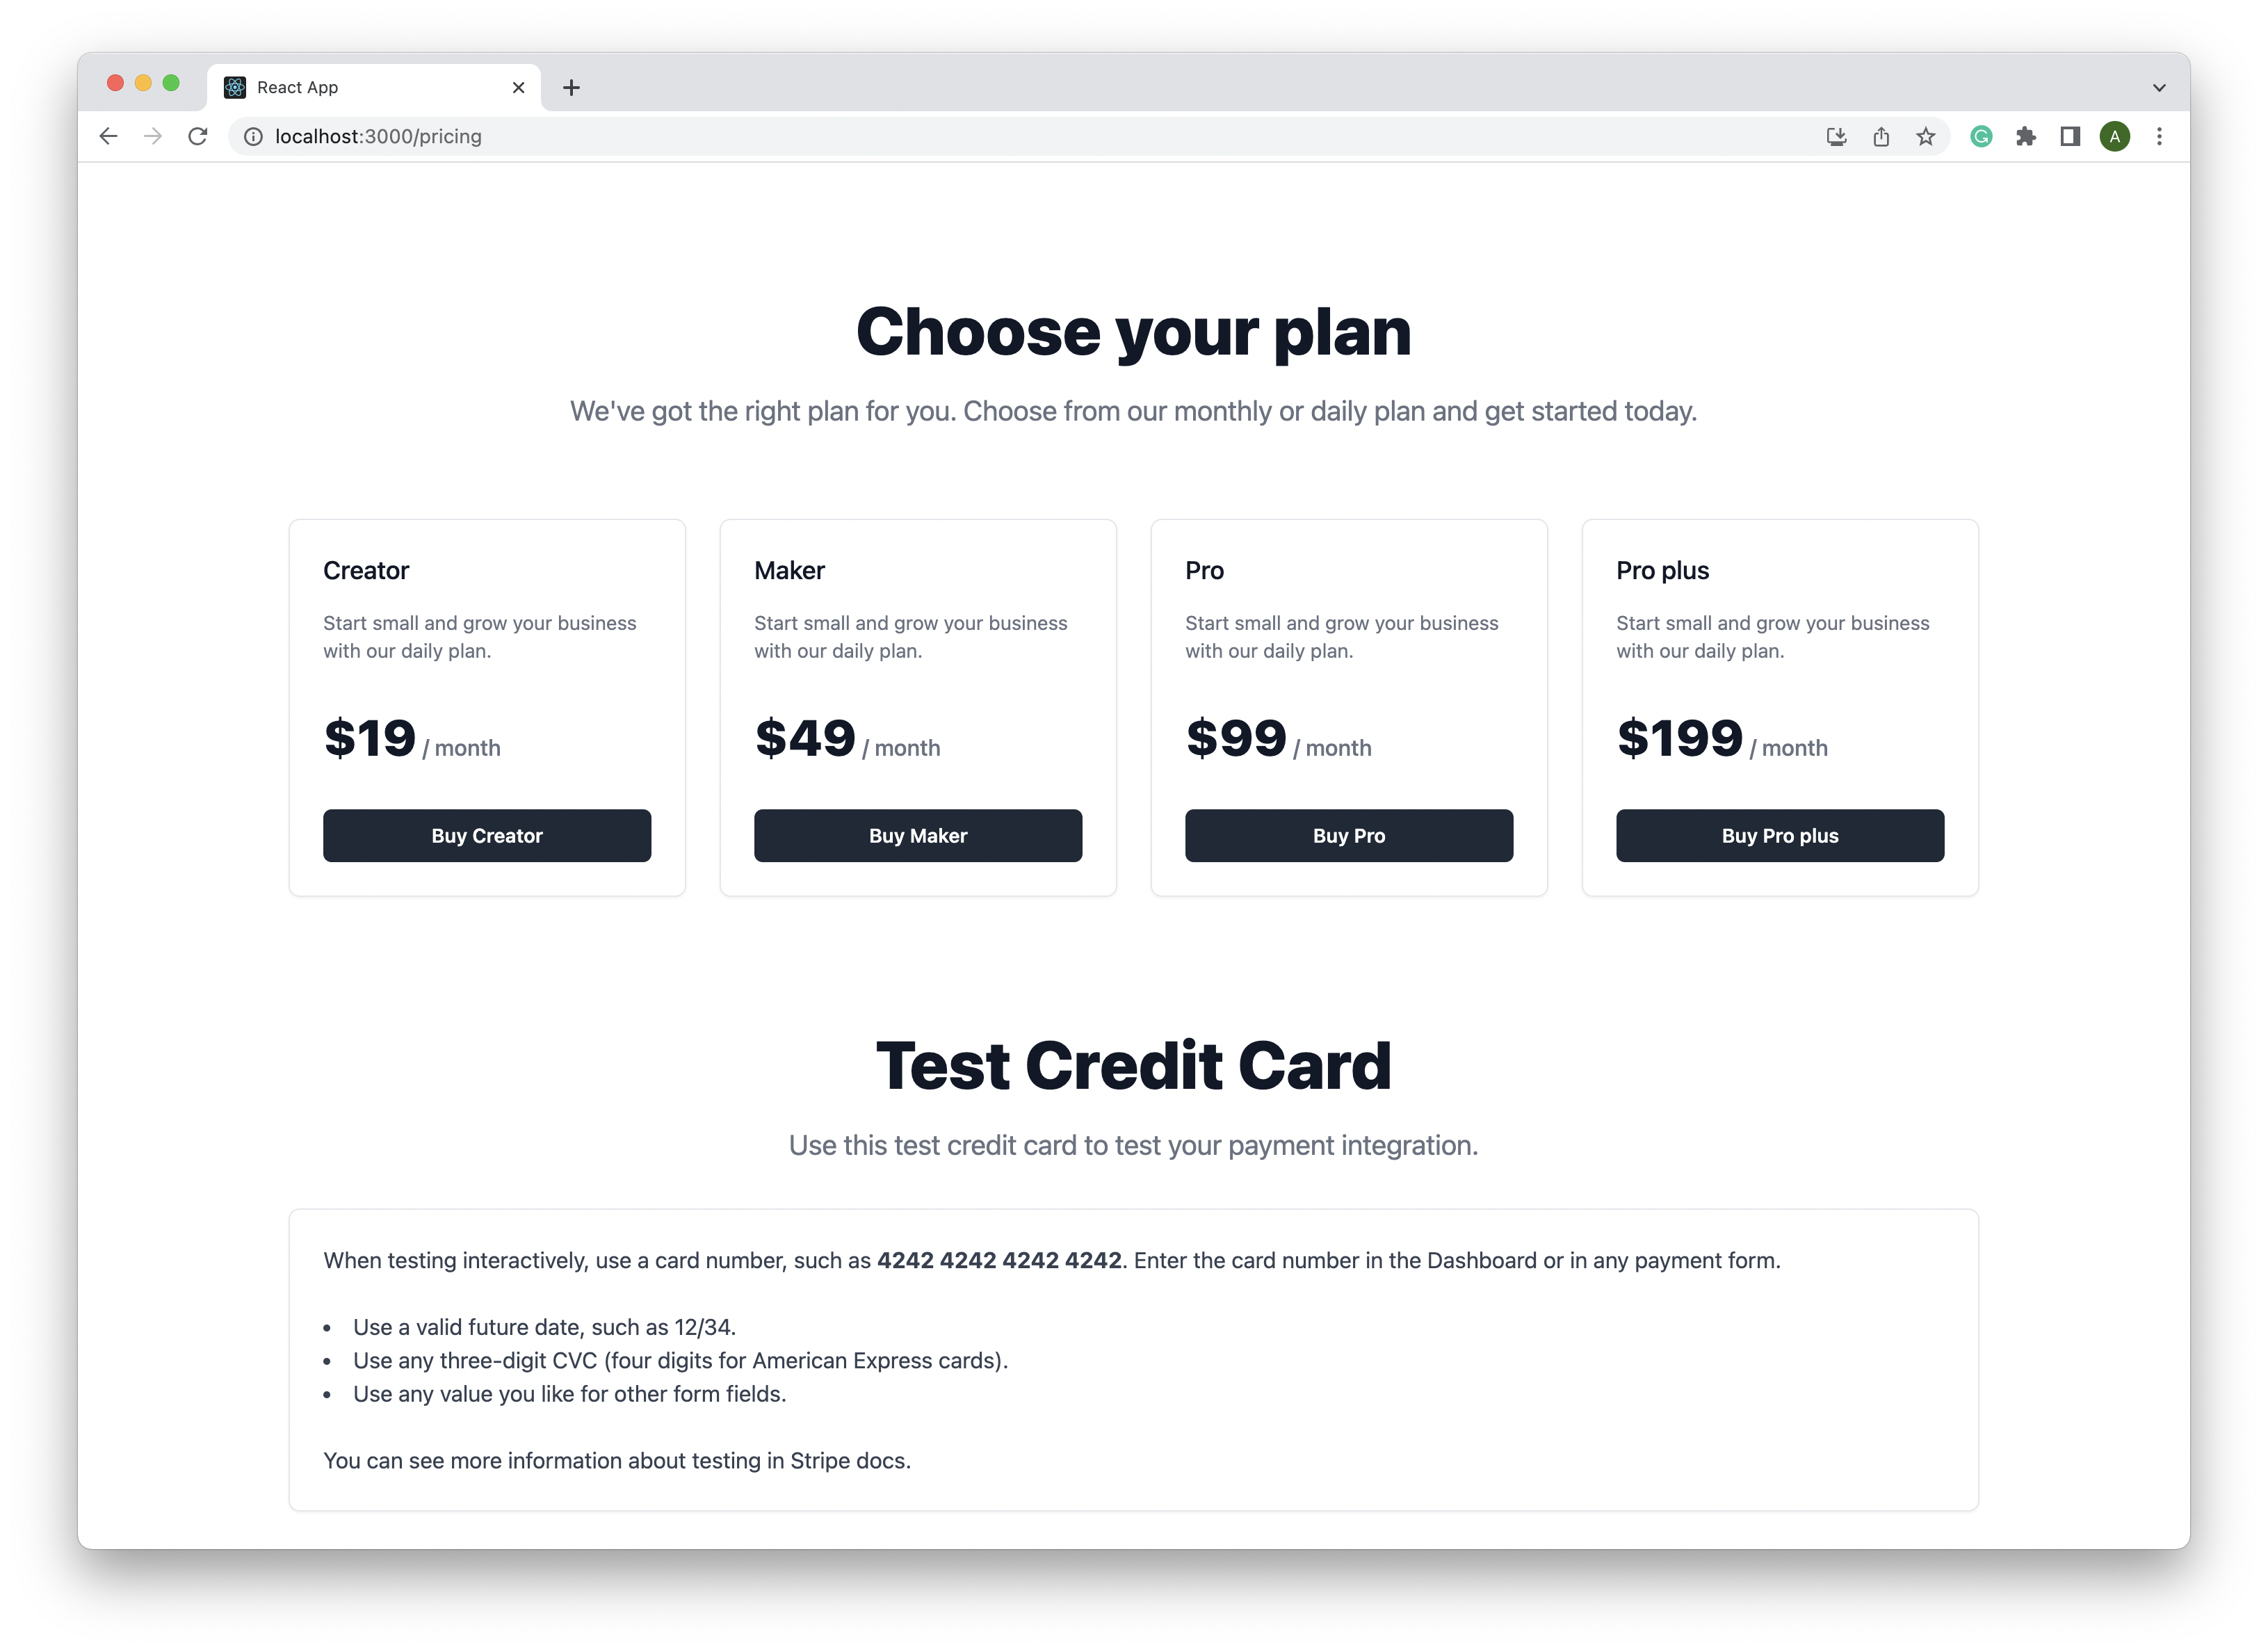 React App
localhost:3000/pricing
A
Choose your plan
We've got the right plan for you. Choose from our monthly or daily plan and get started today.
Creator
Start small and grow your business
with our daily plan.
$19 / month
Buy Creator
Maker
Start small and grow your business
with our daily plan.
$49 / month
Buy Maker
Pro
Start small and grow your business
with our daily plan.
$99 / month
Buy Pro
Pro plus
Start small and grow your business
with our daily plan.
$199 / month
Buy Pro plus
Test Credit Card
Use this test credit card to test your payment integration.
When testing interactively, use a card number, such as 4242 4242 4242 4242. Enter the card number in the Dashboard or in any payment form.
• Use a valid future date, such as 12/34.
• Use any three-digit CVC (four digits for American Express cards).
• Use any value you like for other form fields.
You can see more information about testing in Stripe docs.